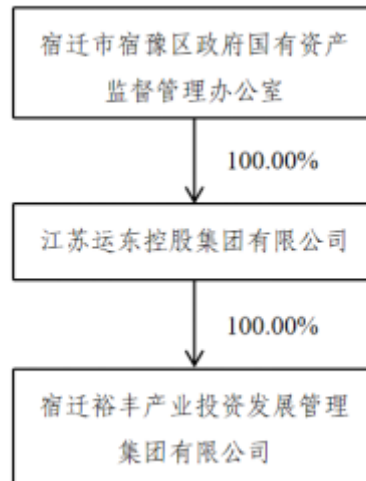 宿迁市宿豫区政府国有资产
监督管理办公室
100.00%
江苏运东控股集团有限公司
100.00%
宿迁裕丰产业投资发展管理
集团有限公司